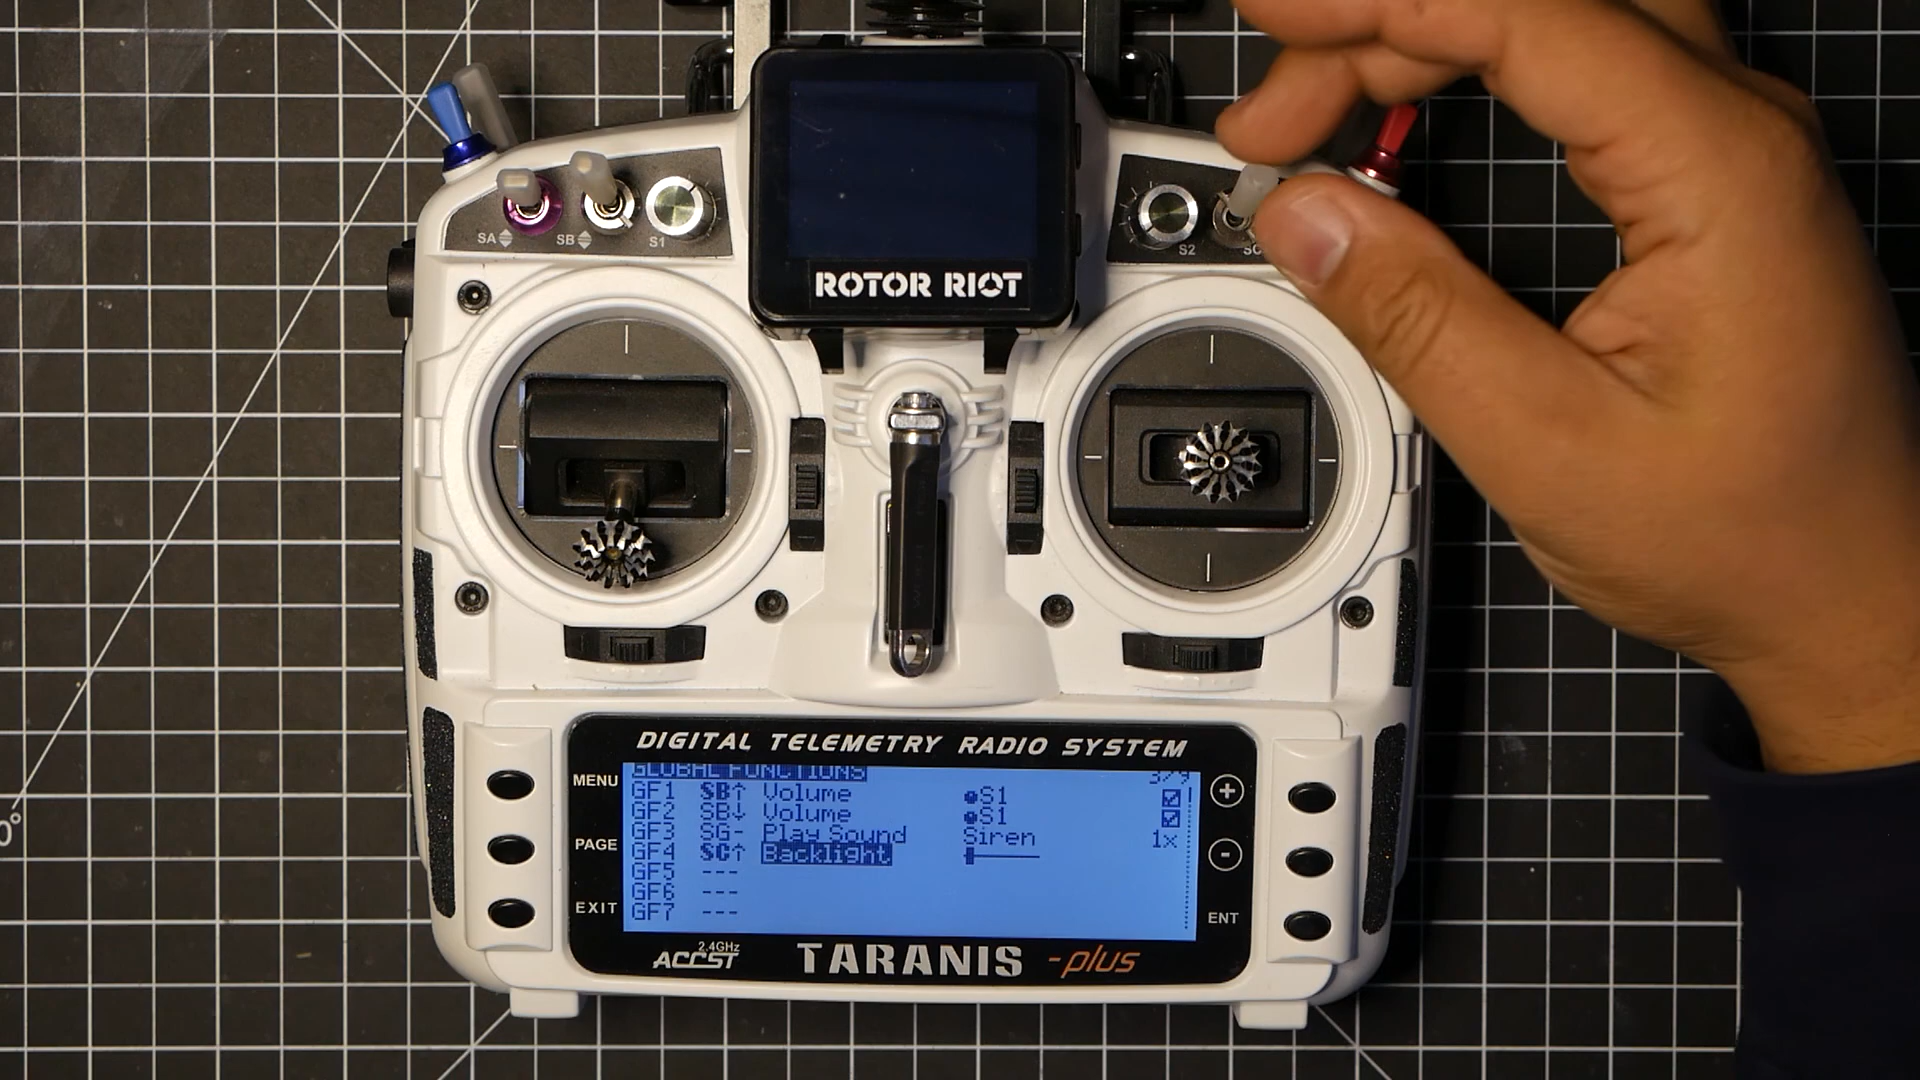 SA SB S1
S2 SC
ROTOR RIOT
DIGITAL TELEMETRY RADIO SYSTEM
MENU
PAGE
EXIT
GLOBAL FUNCTIONS 3/9
GF1 SB↑ Volume S1
GF2 SB↓ Volume S1
GF3 SG- Play Sound Siren 1x
GF4 SC↑ Backlight
GF5 ---
GF6 ---
GF7 ---
+
-
ENT
2.4GHz
ACCST TARANIS -plus
0°